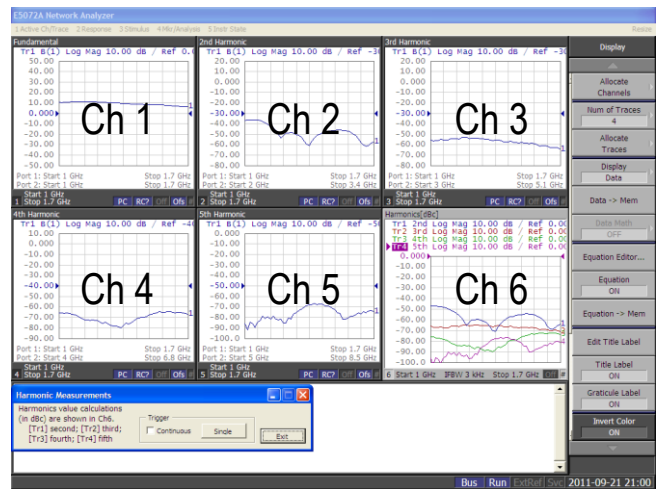 E5072A Network Analyzer
1 Active Ch/Trace 2 Response 3 Stimulus 4 Mkr/Analysis 5 Instr State
Resize
Fundamental
Tr1 B(1) Log Mag 10.00 dB / Ref 0.0
50.00
40.00
30.00
20.00
10.00
0.000
-10.00
-20.00
-30.00
-40.00
-50.00
Ch 1
1
Port 1: Start 1 GHz Stop 1.7 GHz
Port 2: Start 1 GHz Stop 1.7 GHz
Start 1 GHz
1 Stop 1.7 GHz PC RC? Off Ofs
2nd Harmonic
Tr1 B(1) Log Mag 10.00 dB / Ref -30
20.00
10.00
0.000
-10.00
-20.00
-30.00
-40.00
-50.00
-60.00
-70.00
-80.00
Ch 2
1
Port 1: Start 1 GHz Stop 1.7 GHz
Port 2: Start 2 GHz Stop 3.4 GHz
Start 1 GHz
2 Stop 1.7 GHz PC RC? Off Ofs
3rd Harmonic
Tr1 B(1) Log Mag 10.00 dB / Ref -30
20.00
10.00
0.000
-10.00
-20.00
-30.00
-40.00
-50.00
-60.00
-70.00
-80.00
Ch 3
1
Port 1: Start 1 GHz Stop 1.7 GHz
Port 2: Start 3 GHz Stop 5.1 GHz
Start 1 GHz
3 Stop 1.7 GHz PC RC? Off Ofs
4th Harmonic
Tr1 B(1) Log Mag 10.00 dB / Ref -40
10.00
0.000
-10.00
-20.00
-30.00
-40.00
-50.00
-60.00
-70.00
-80.00
-90.00
Ch 4
1
Port 1: Start 1 GHz Stop 1.7 GHz
Port 2: Start 4 GHz Stop 6.8 GHz
Start 1 GHz
4 Stop 1.7 GHz PC RC? Off Ofs
5th Harmonic
Tr1 B(1) Log Mag 10.00 dB / Ref -50
0.000
-10.00
-20.00
-30.00
-40.00
-50.00
-60.00
-70.00
-80.00
-90.00
-100.0
Ch 5
1
Port 1: Start 1 GHz Stop 1.7 GHz
Port 2: Start 5 GHz Stop 8.5 GHz
Start 1 GHz
5 Stop 1.7 GHz PC RC? Off Ofs
Harmonics[dBc]
Tr1 2nd Log Mag 10.00 dB / Ref 0.00
Tr2 3rd Log Mag 10.00 dB / Ref 0.00
Tr3 4th Log Mag 10.00 dB / Ref 0.00
Tr4 5th Log Mag 10.00 dB / Ref 0.00
0.000
-10.00
-20.00
-30.00
-40.00
-50.00
-60.00
-70.00
-80.00
-90.00
-100.0
Ch 6
6 Start 1 GHz IFBW 3 kHz Stop 1.7 GHz Off
Display
Allocate
Channels
Num of Traces
4
Allocate
Traces
Display
Data
Data -> Mem
Data Math
OFF
Equation Editor...
Equation
ON
Equation -> Mem
Edit Title Label
Title Label
ON
Graticule Label
ON
Invert Color
ON
Harmonic Measurements
Harmonics value calculations
(in dBc) are shown in Ch6.
[Tr1] second; [Tr2] third;
[Tr3] fourth; [Tr4] fifth
Trigger
Continuous
Single
Exit
Bus Run ExtRef Svc 2011-09-21 21:00